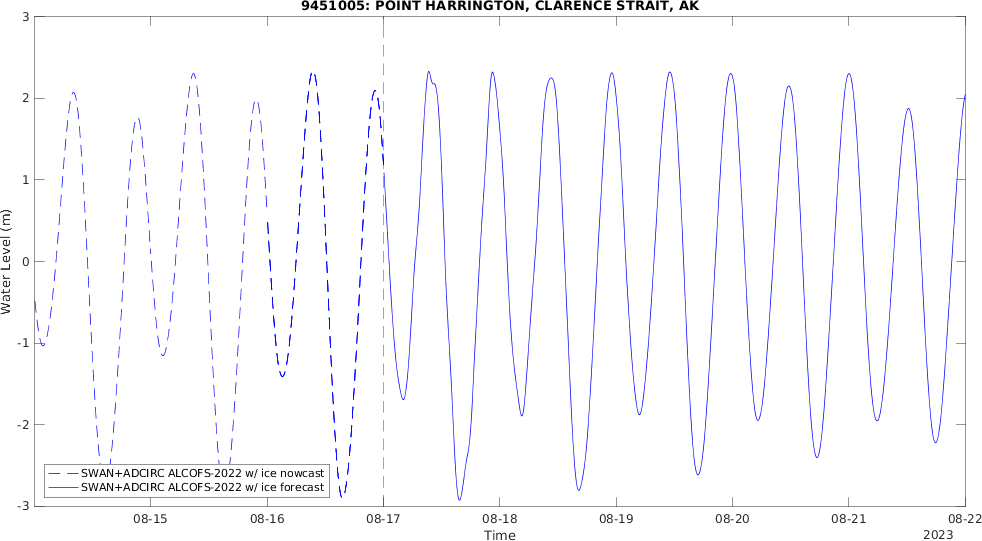 9451005: POINT HARRINGTON, CLARENCE STRAIT, AK
3
2
1
0
-1
-2
-3
Water Level (m)
SWAN+ADCIRC ALCOFS-2022 w/ ice nowcast
SWAN+ADCIRC ALCOFS-2022 w/ ice forecast
08-15 08-16 08-17 08-18 08-19 08-20 08-21 08-22
Time
2023